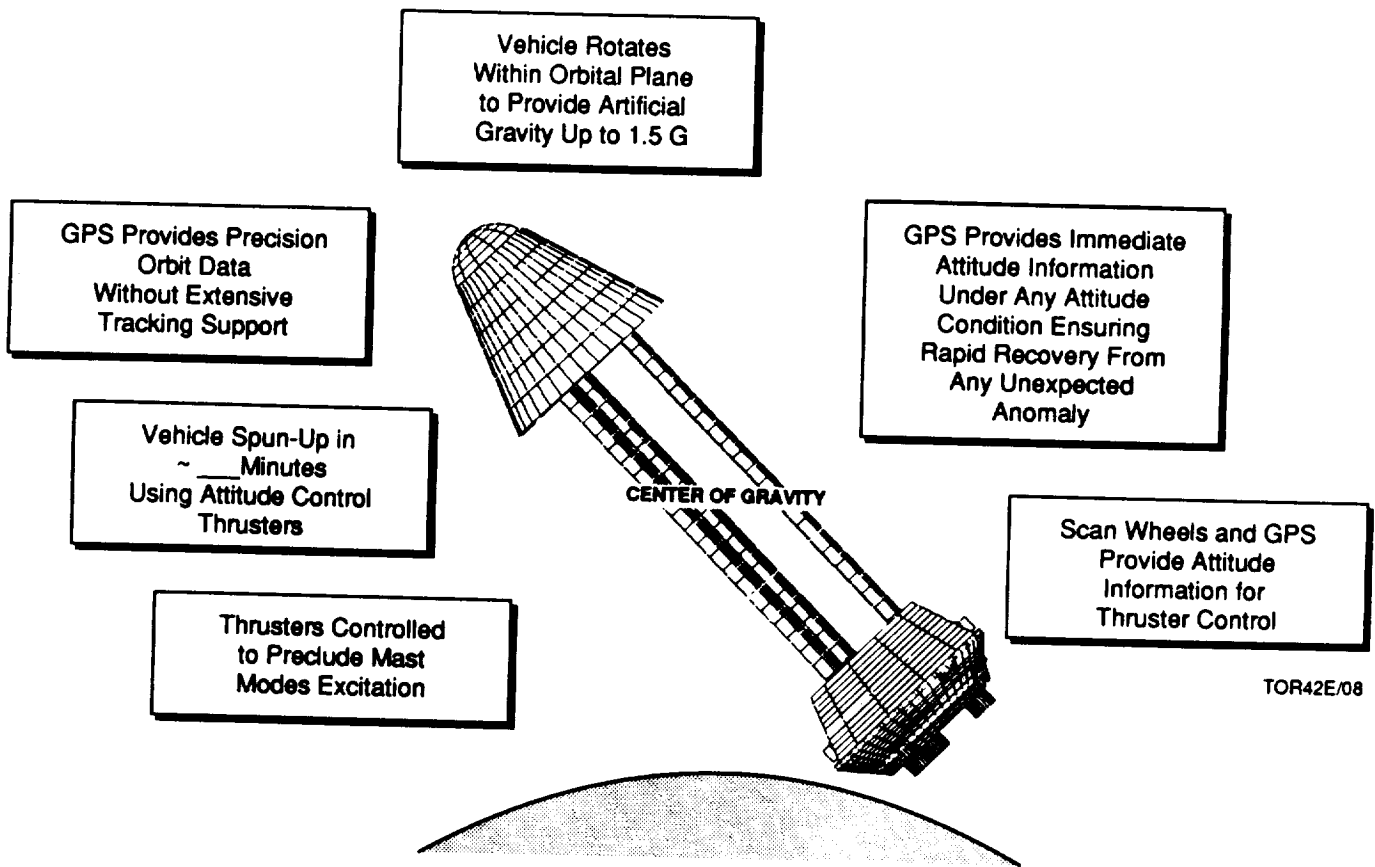 Vehicle Rotates
Within Orbital Plane
to Provide Artificial
Gravity Up to 1.5 G
GPS Provides Precision
Orbit Data
Without Extensive
Tracking Support
GPS Provides Immediate
Attitude Information
Under Any Attitude
Condition Ensuring
Rapid Recovery From
Any Unexpected
Anomaly
Vehicle Spun-Up in
~ ___Minutes
Using Attitude Control
Thrusters
CENTER OF GRAVITY
Scan Wheels and GPS
Provide Attitude
Information for
Thruster Control
Thrusters Controlled
to Preclude Mast
Modes Excitation
TOR42E/08